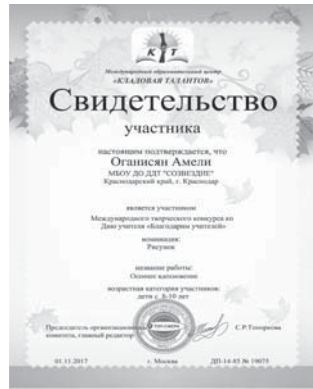 К Т
Международный образовательный центр
«КЛАДОВАЯ ТАЛАНТОВ»
Свидетельство
участника
настоящим подтверждается, что
Оганисян Амели
МБОУ ДО ДДТ "СОЗВЕЗДИЕ"
Краснодарский край, г. Краснодар
является участником
Международного творческого конкурса ко
Дню учителя «Благодарим учителей»
номинация:
Рисунок
название работы:
Осеннее вдохновение
возрастная категория участников:
дети с 8-10 лет
Председатель организационного
комитета, главный редактор
С.Р.Топоркова
01.11.2017 г. Москва ДП-14-85 № 19075